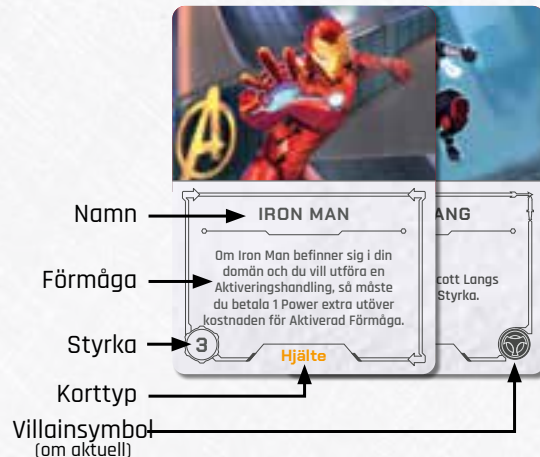 Namn
IRON MAN
ANG
Förmåga
Om Iron Man befinner sig i din
domän och du vill utföra en
Aktiveringshandling, så måste
du betala 1 Power extra utöver
kostnaden för Aktiverad Förmåga.
cott Langs
Styrka.
Styrka
3
Hjälte
Korttyp
Villainsymbol
(om aktuell)